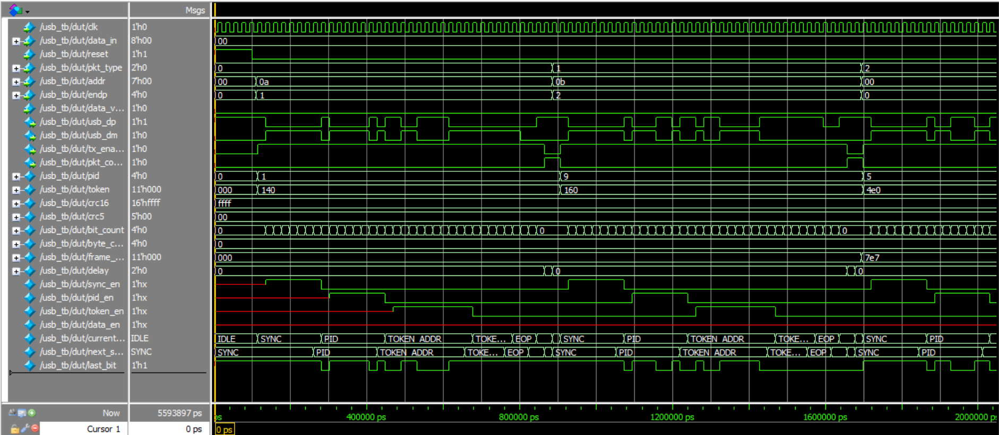 Msgs
/usb_tb/dut/clk 1'h0
/usb_tb/dut/data_in 8'h00 00
/usb_tb/dut/reset 1'h1
/usb_tb/dut/pkt_type 2'h0 0 1 2
/usb_tb/dut/addr 7'h00 00 0a 0b 00
/usb_tb/dut/endp 4'h0 0 1 2 0
/usb_tb/dut/data_v... 1'h0
/usb_tb/dut/usb_dp 1'h1
/usb_tb/dut/usb_dm 1'h0
/usb_tb/dut/tx_ena... 1'h0
/usb_tb/dut/pkt_co... 1'h0
/usb_tb/dut/pid 4'h0 0 1 9 5
/usb_tb/dut/token 11'h000 000 140 160 4e0
/usb_tb/dut/crc16 16'hffff ffff
/usb_tb/dut/crc5 5'h00 00
/usb_tb/dut/bit_count 4'h0 0 0 0
/usb_tb/dut/byte_c... 4'h0 0
/usb_tb/dut/frame_... 11'h000 000 7e7
/usb_tb/dut/delay 2'h0 0 0 0
/usb_tb/dut/sync_en 1'hx
/usb_tb/dut/pid_en 1'hx
/usb_tb/dut/token_en 1'hx
/usb_tb/dut/data_en 1'hx
/usb_tb/dut/current... IDLE IDLE SYNC PID TOKEN_ADDR TOKE... EOP SYNC PID TOKEN_ADDR TOKE... EOP SYNC PID
/usb_tb/dut/next_s... SYNC SYNC PID TOKEN_ADDR TOKE... EOP SYNC PID TOKEN_ADDR TOKE... EOP SYNC PID
/usb_tb/dut/last_bit 1'h1
Now 5593897 ps ps 400000 ps 800000 ps 1200000 ps 1600000 ps 2000000 p
Cursor 1 0 ps 0 ps